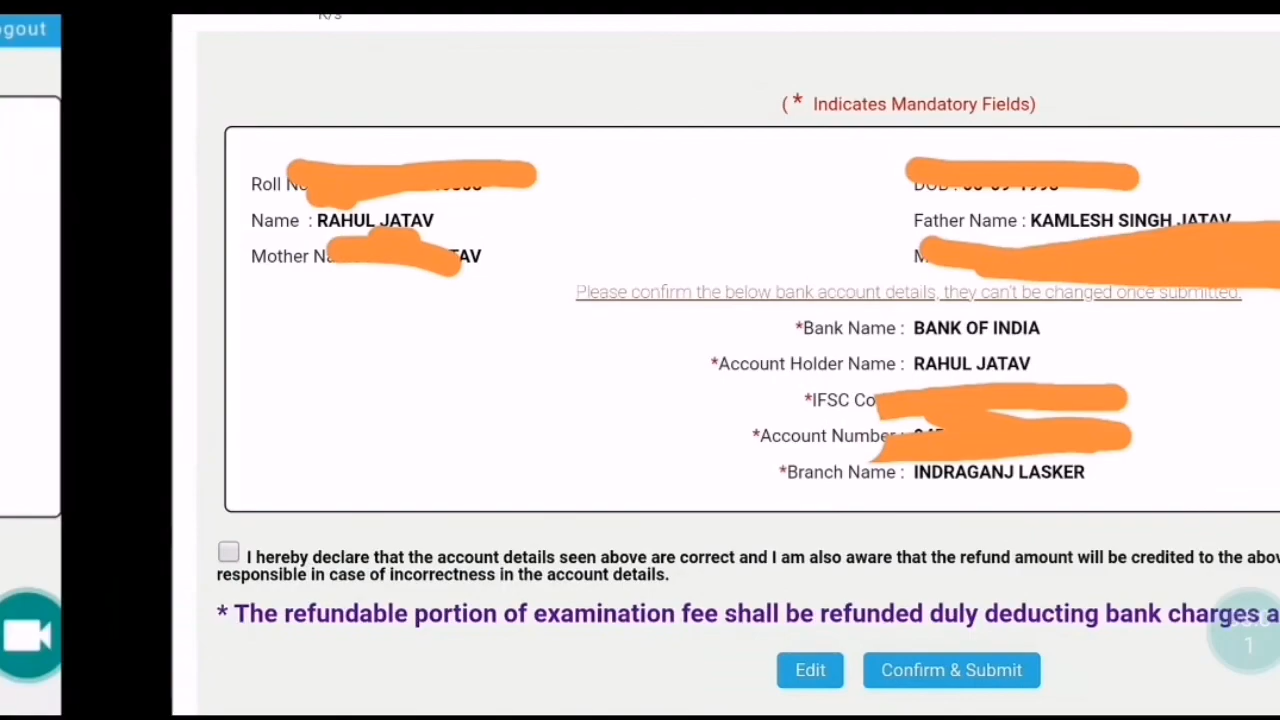 ogout
K/s
( * Indicates Mandatory Fields)
Roll
Name : RAHUL JATAV
Father Name : KAMLESH SINGH JATAV
Mother
Please confirm the below bank account details, they can't be changed once submitted.
*Bank Name : BANK OF INDIA
*Account Holder Name : RAHUL JATAV
*IFSC Co
*Account Number
*Branch Name : INDRAGANJ LASKER
I hereby declare that the account details seen above are correct and I am also aware that the refund amount will be credited to the abov
responsible in case of incorrectness in the account details.
* The refundable portion of examination fee shall be refunded duly deducting bank charges a
Edit
Confirm & Submit